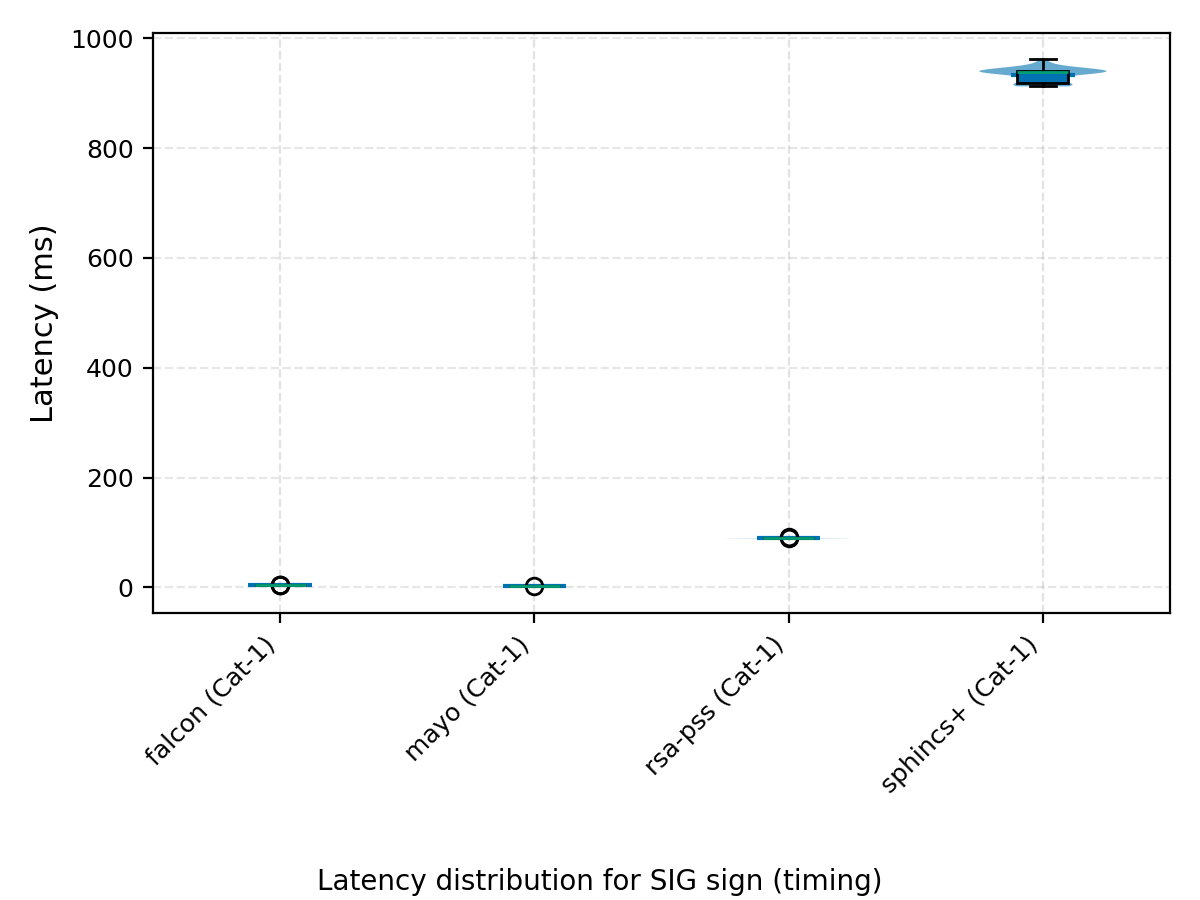 1000
800
600
400
200
0
Latency (ms)
falcon (Cat-1)
mayo (Cat-1)
rsa-pss (Cat-1)
sphincs+ (Cat-1)
Latency distribution for SIG sign (timing)